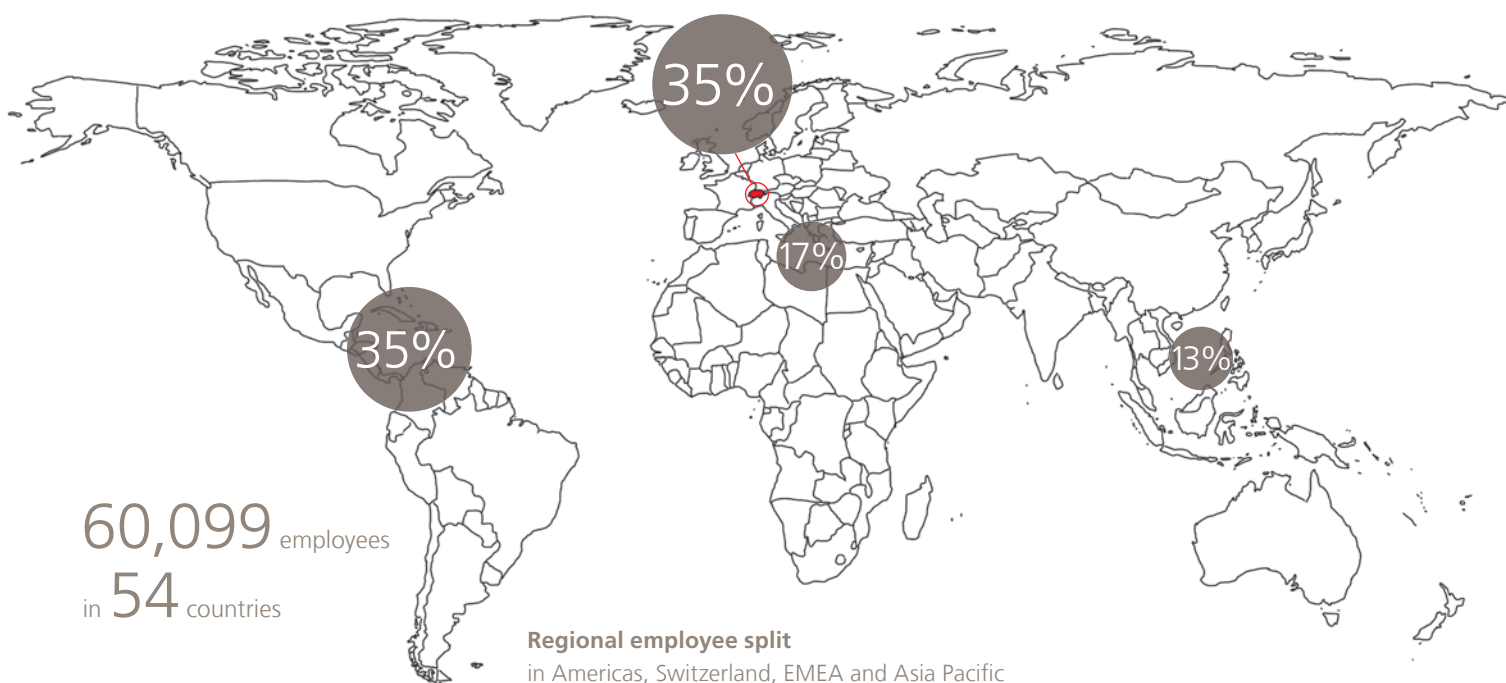 35%
17%
35%
13%
60,099 employees
in 54 countries
Regional employee split
in Americas, Switzerland, EMEA and Asia Pacific